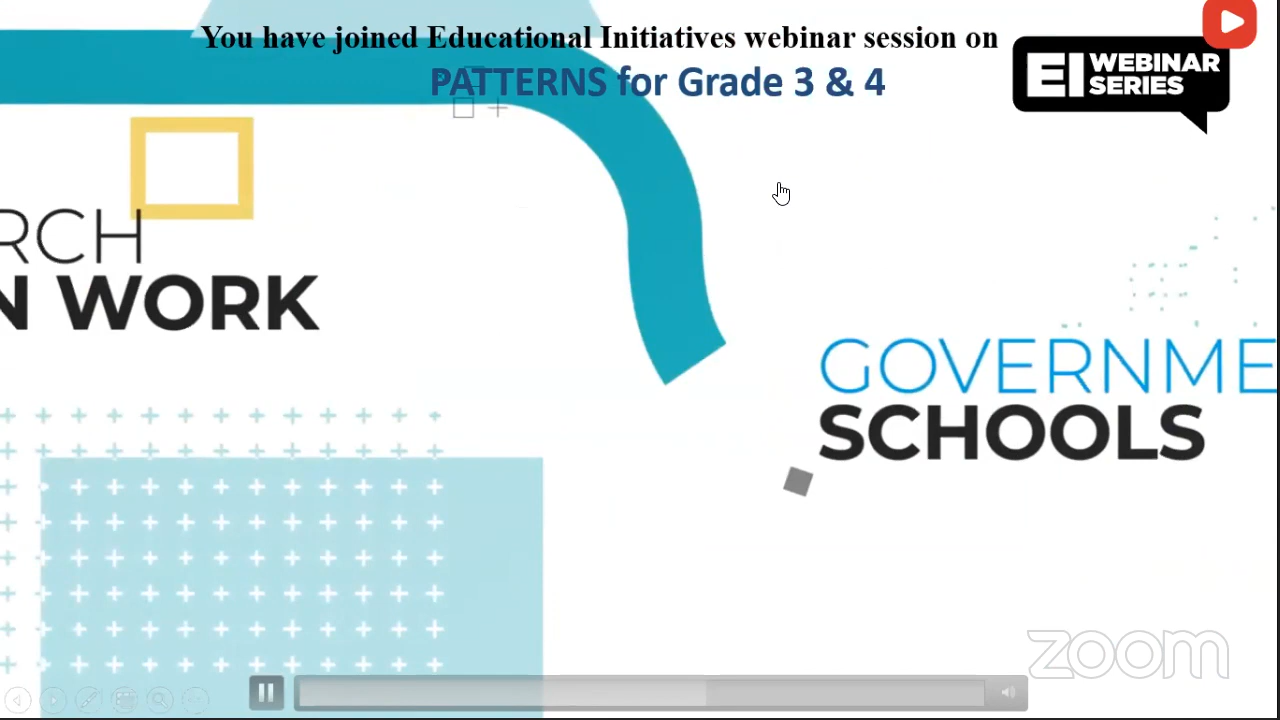 You have joined Educational Initiatives webinar session on
PATTERNS for Grade 3 & 4
EI WEBINAR
SERIES
RCH
N WORK
GOVERNME
SCHOOLS
zoom